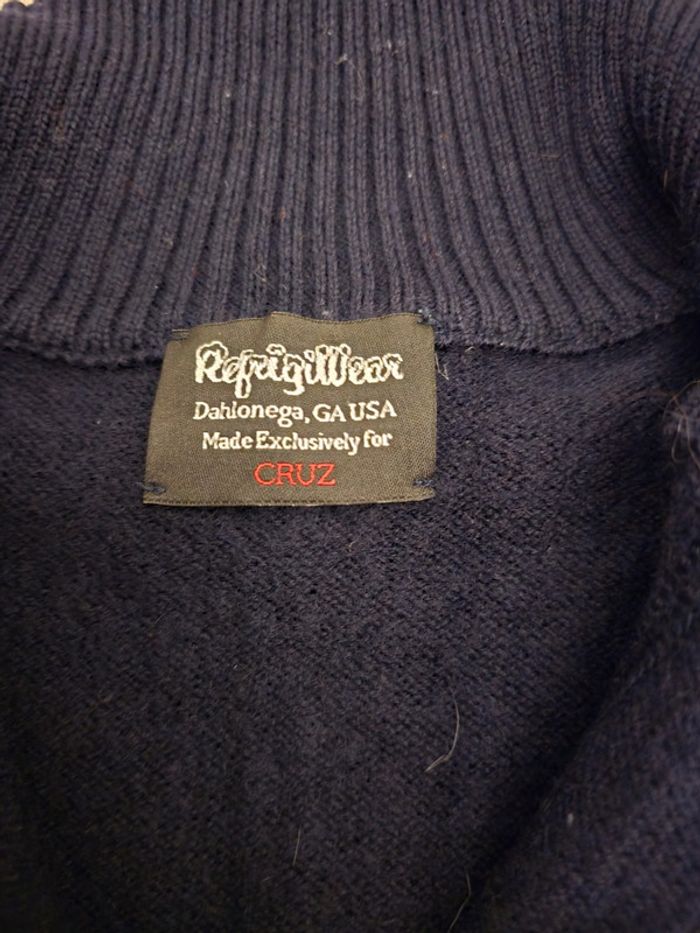 RefrigiWear
Dahlonega, GA USA
Made Exclusively for
CRUZ